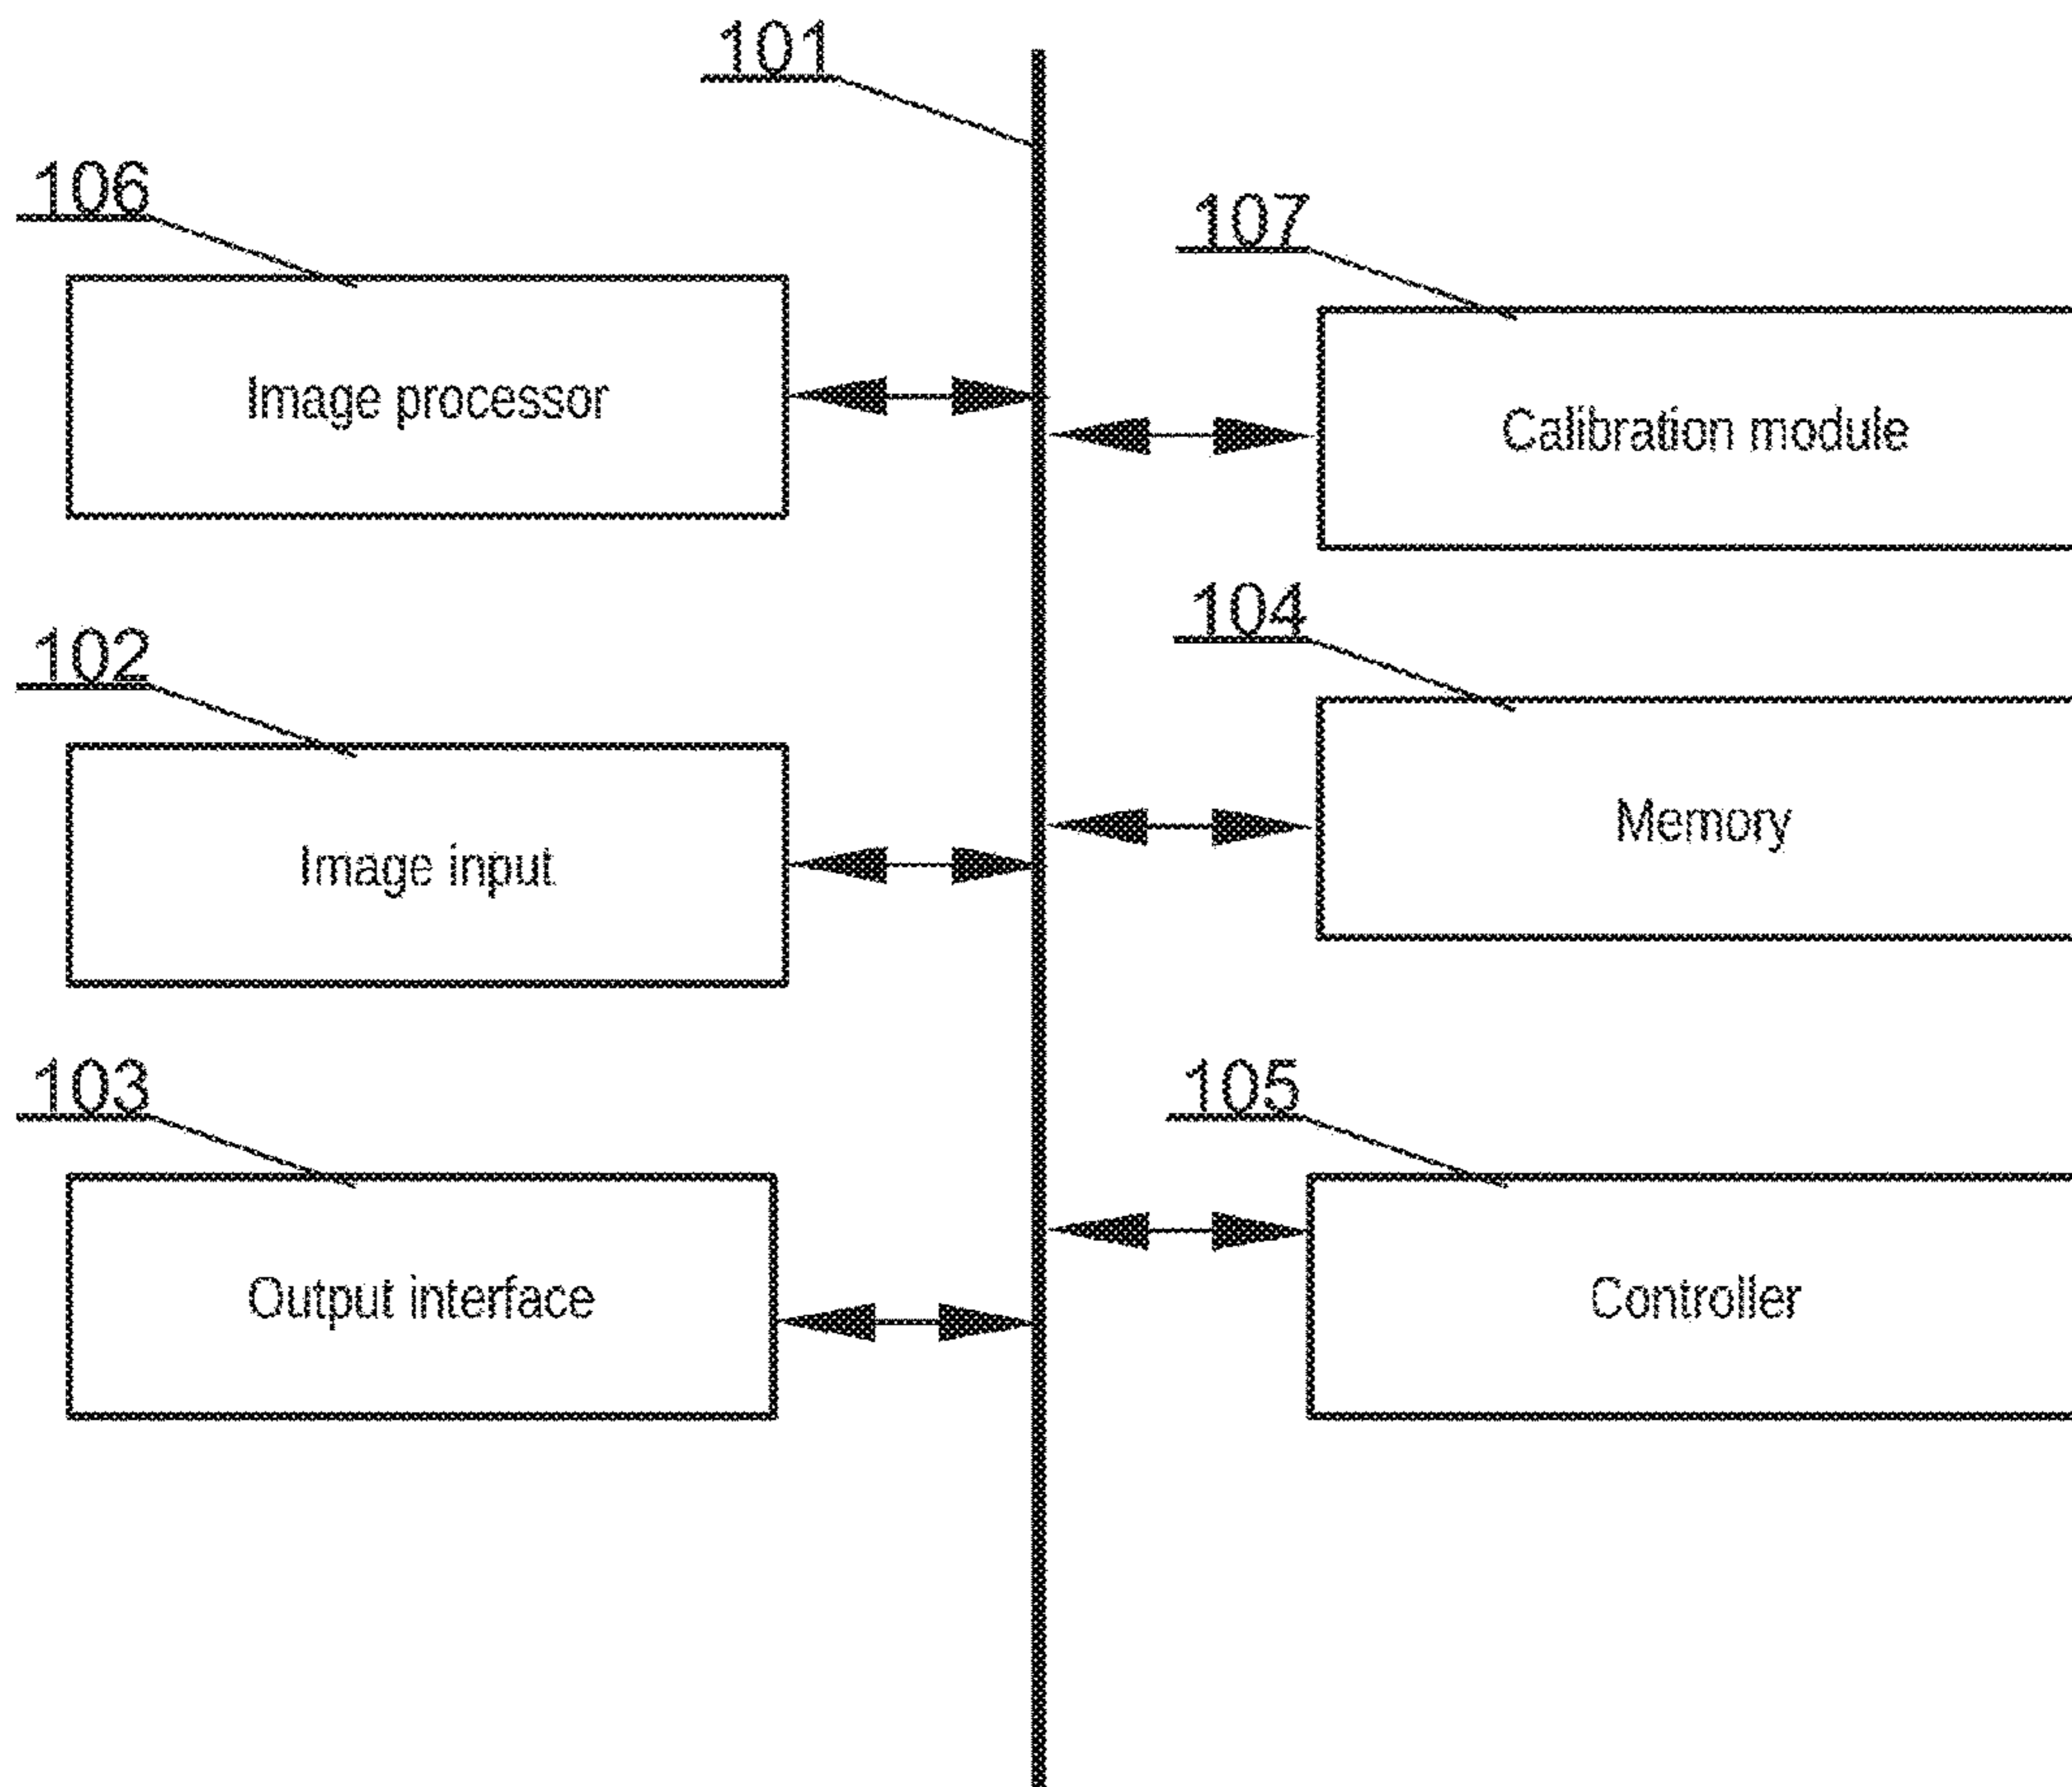 101
106
107
Image processor
Calibration module
104
102
Memory
Image input
103
105
Output interface
Controller